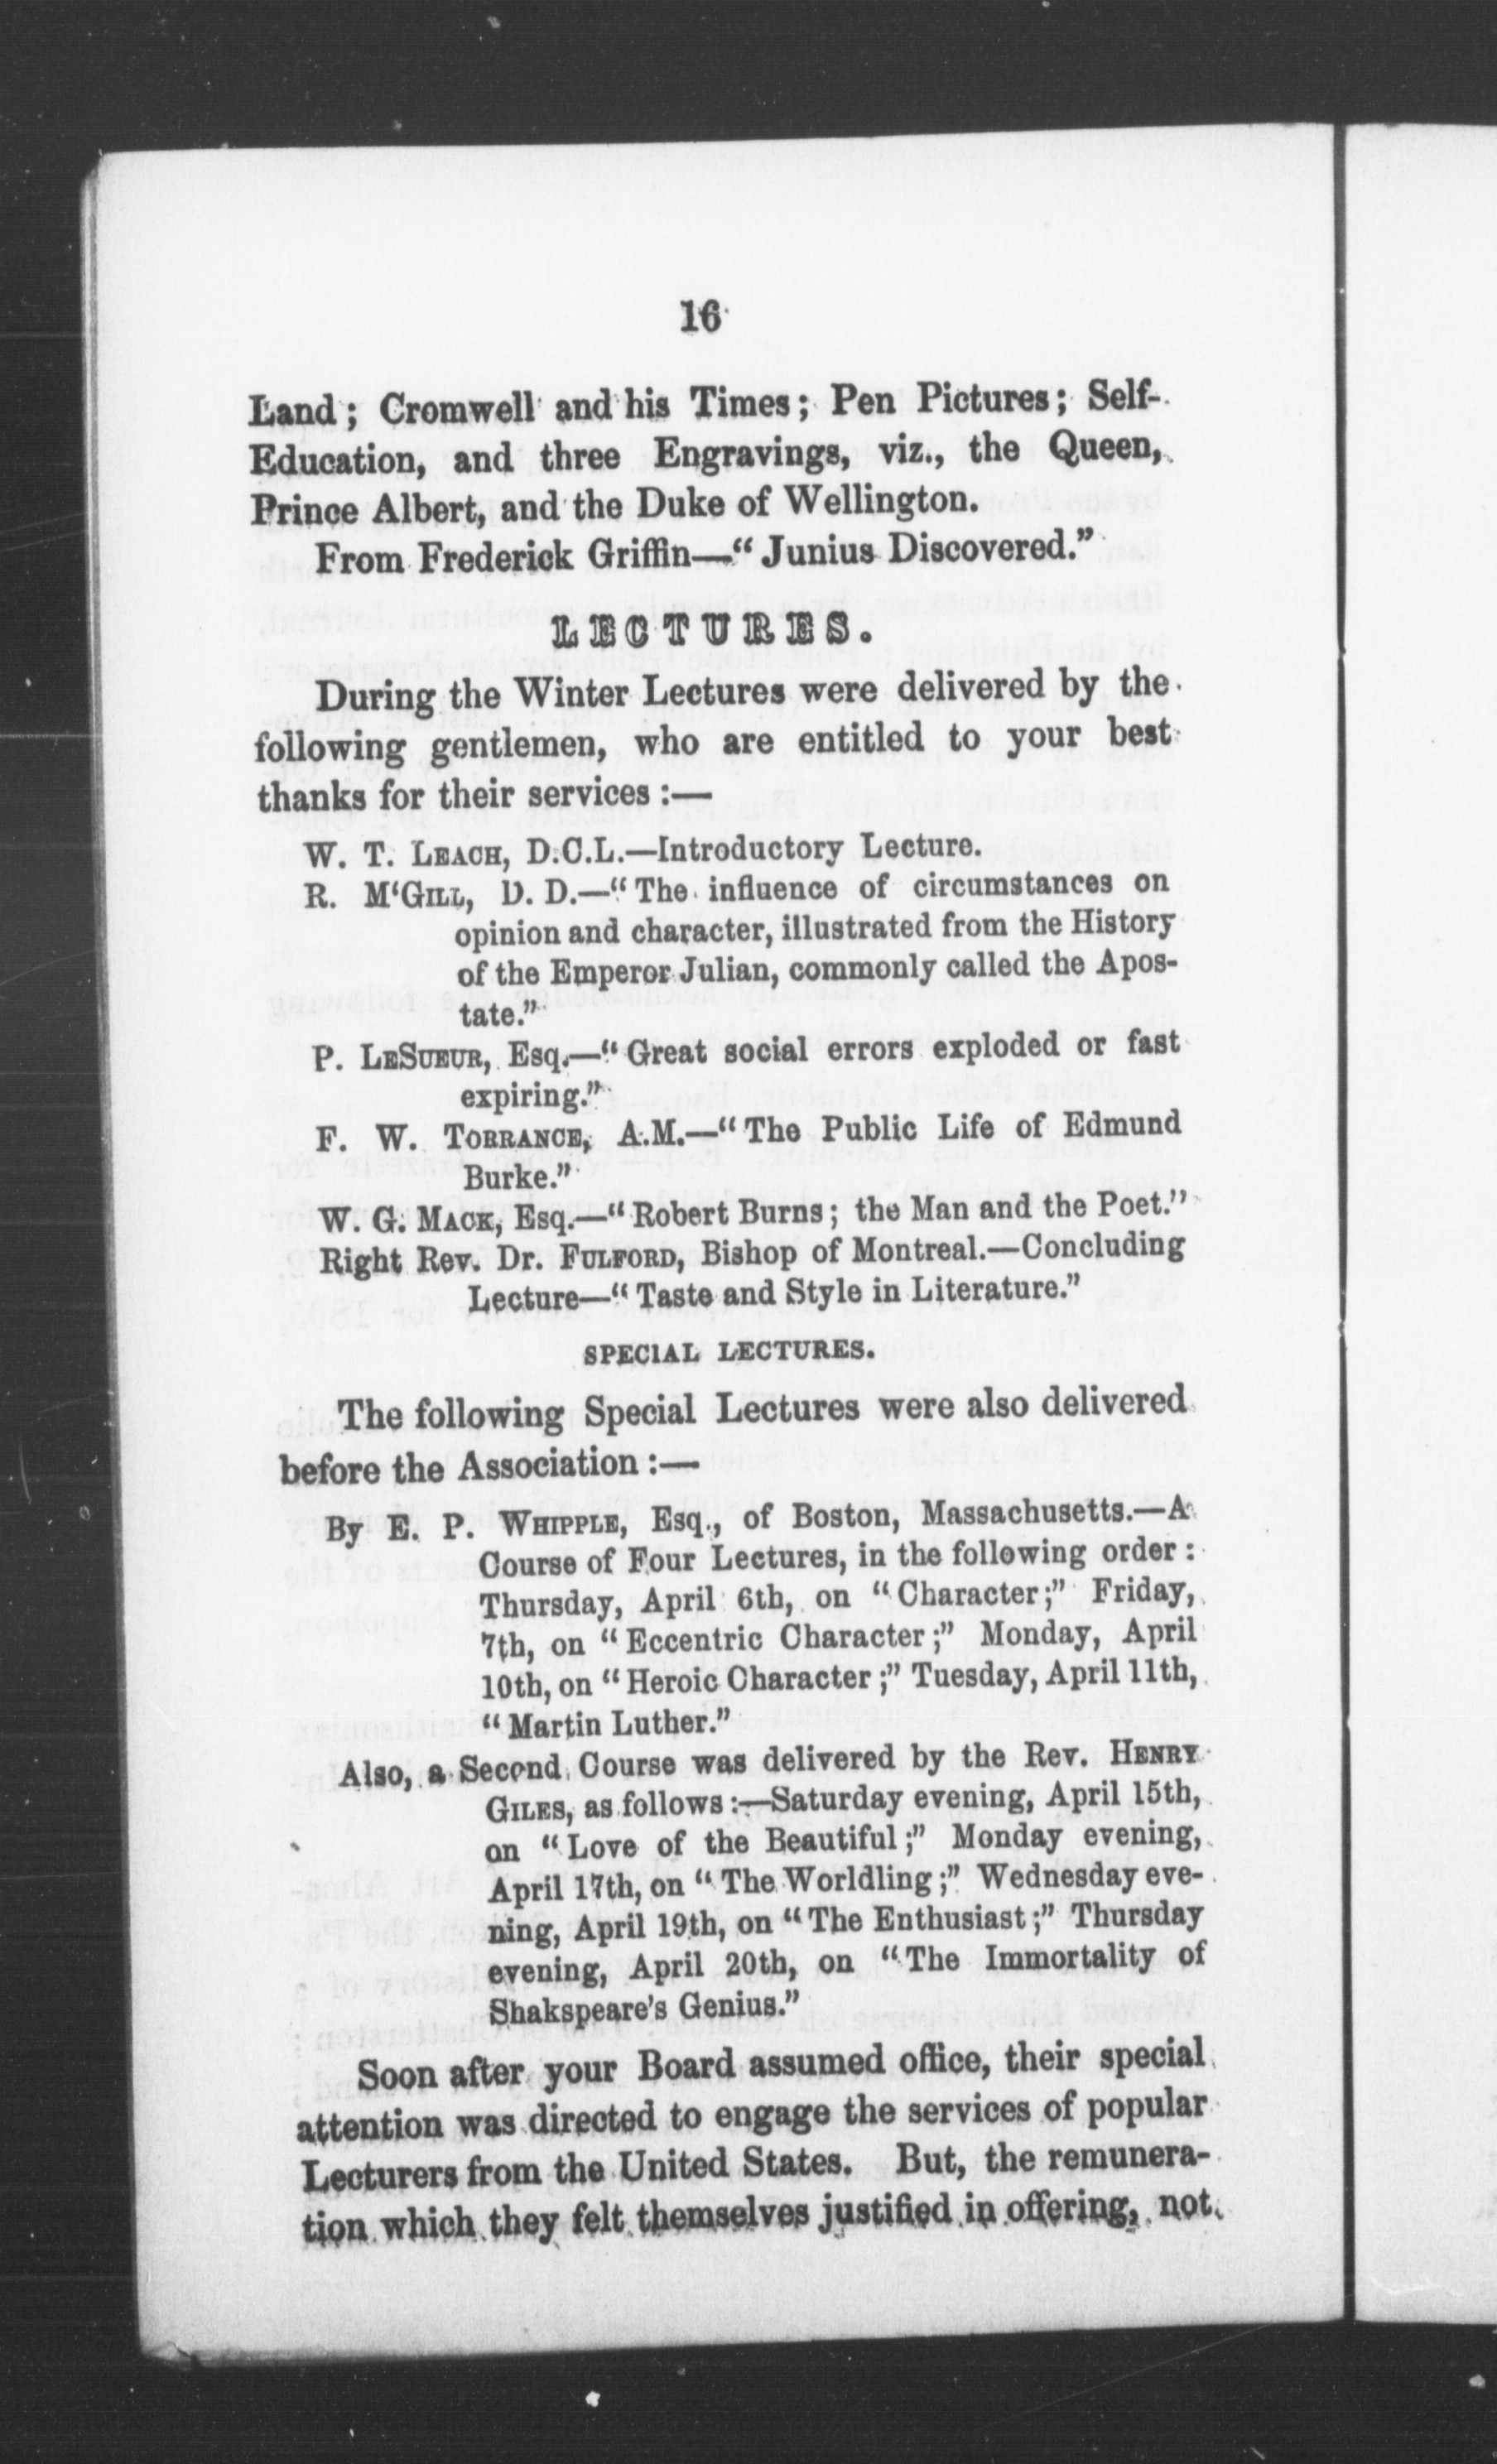 16
Land; Cromwell and his Times; Pen Pictures; Self-
Education, and three Engravings, viz., the Queen,
Prince Albert, and the Duke of Wellington.
From Frederick Griffin—"Junius Discovered."
LECTURES.
During the Winter Lectures were delivered by the
following gentlemen, who are entitled to your best
thanks for their services:—
W. T. LEACH, D.C.L.—Introductory Lecture.
R. M'GILL, D. D.—"The influence of circumstances on
opinion and character, illustrated from the History
of the Emperor Julian, commonly called the Apos-
tate."
P. LESUEUR, Esq.—"Great social errors exploded or fast
expiring."
F. W. TORRANCE, A.M.—"The Public Life of Edmund
Burke."
W. G. MACK, Esq.—"Robert Burns; the Man and the Poet."
Right Rev. Dr. FULFORD, Bishop of Montreal.—Concluding
Lecture—"Taste and Style in Literature."
SPECIAL LECTURES.
The following Special Lectures were also delivered
before the Association:—
By E. P. WHIPPLE, Esq., of Boston, Massachusetts.—A
Course of Four Lectures, in the following order:
Thursday, April 6th, on "Character;" Friday,
7th, on "Eccentric Character;" Monday, April
10th, on "Heroic Character;" Tuesday, April 11th,
"Martin Luther."
Also, a Second Course was delivered by the Rev. HENRY
GILES, as follows:—Saturday evening, April 15th,
on "Love of the Beautiful;" Monday evening,
April 17th, on "The Worldling;" Wednesday eve-
ning, April 19th, on "The Enthusiast;" Thursday
evening, April 20th, on "The Immortality of
Shakspeare's Genius."
Soon after your Board assumed office, their special
attention was directed to engage the services of popular
Lecturers from the United States. But, the remunera-
tion which they felt themselves justified in offering, not